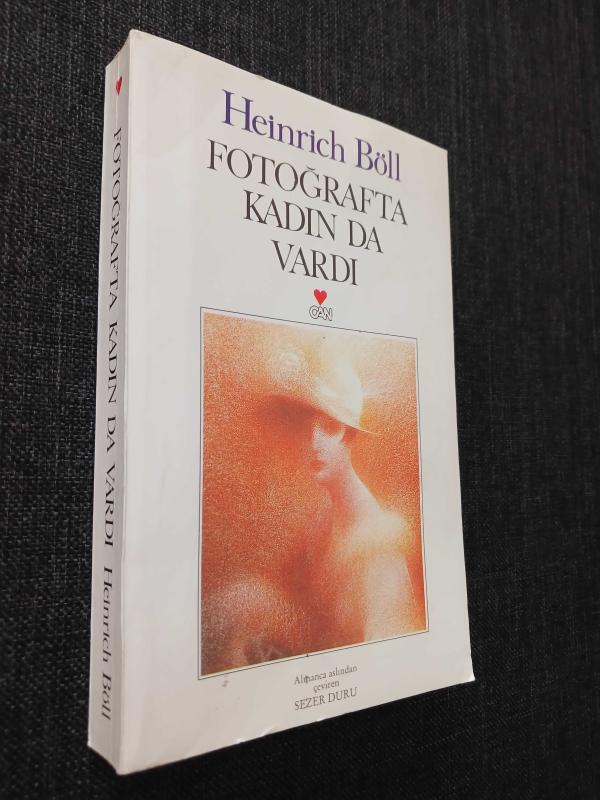 Heinrich Böll
FOTOĞRAFTA
KADIN DA
VARDI
CAN
Almanca aslından
çeviren
SEZER DURU
FOTOĞRAFTA KADIN DA VARDI Heinrich Böll